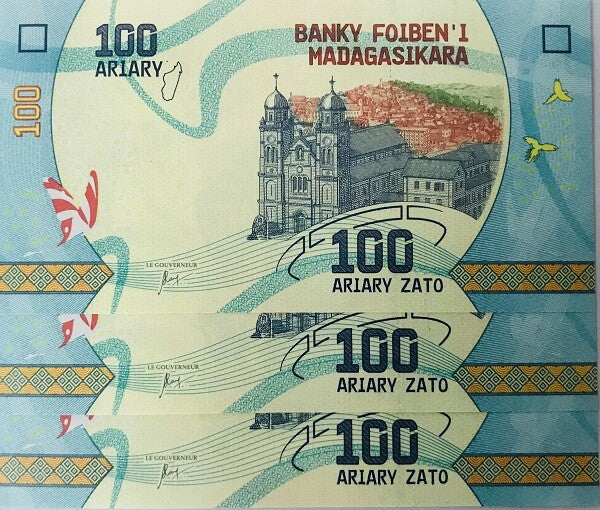 100
ARIARY
BANKY FOIBEN'I
MADAGASIKARA
100
LE GOUVERNEUR
100
ARIARY ZATO
LE GOUVERNEUR
100
ARIARY ZATO
LE GOUVERNEUR
100
ARIARY ZATO